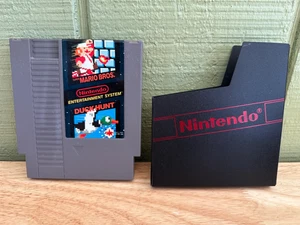 MARIO BROS.
Nintendo
ENTERTAINMENT SYSTEM
DUCK HUNT
Nintendo®